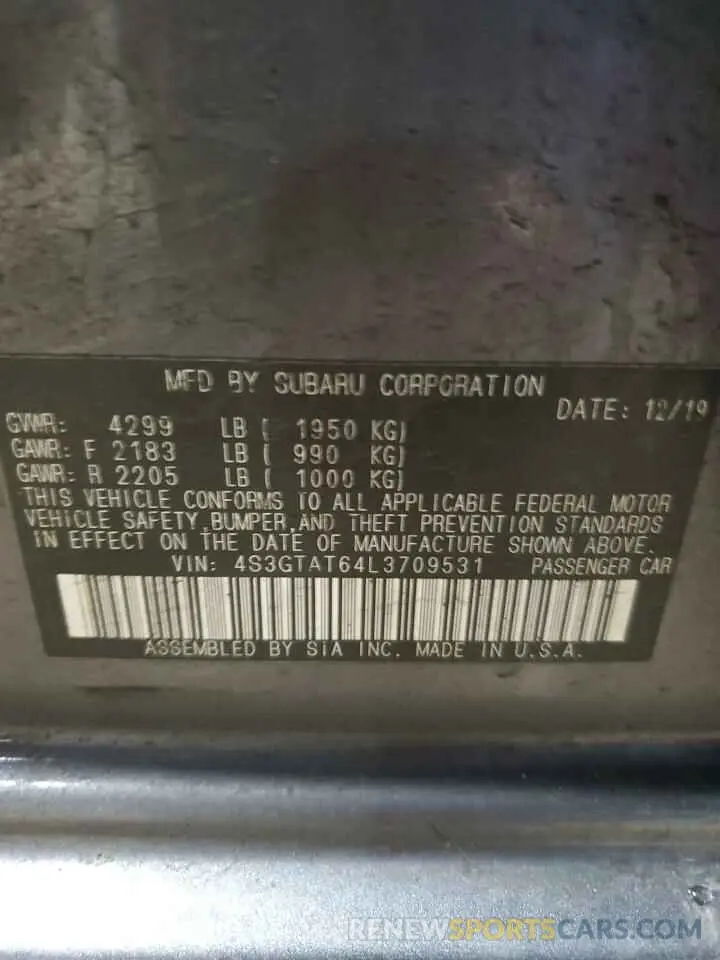 MFD BY SUBARU CORPORATION
DATE: 12/19
GVWR: 4299 LB ( 1950 KG)
GAWR: F 2183 LB ( 990 KG)
GAWR: R 2205 LB ( 1000 KG)
THIS VEHICLE CONFORMS TO ALL APPLICABLE FEDERAL MOTOR
VEHICLE SAFETY, BUMPER, AND THEFT PREVENTION STANDARDS
IN EFFECT ON THE DATE OF MANUFACTURE SHOWN ABOVE.
VIN: 4S3GTAT64L3709531 PASSENGER CAR
ASSEMBLED BY SIA INC. MADE IN U.S.A.
RENEWSPORTSCARS.COM